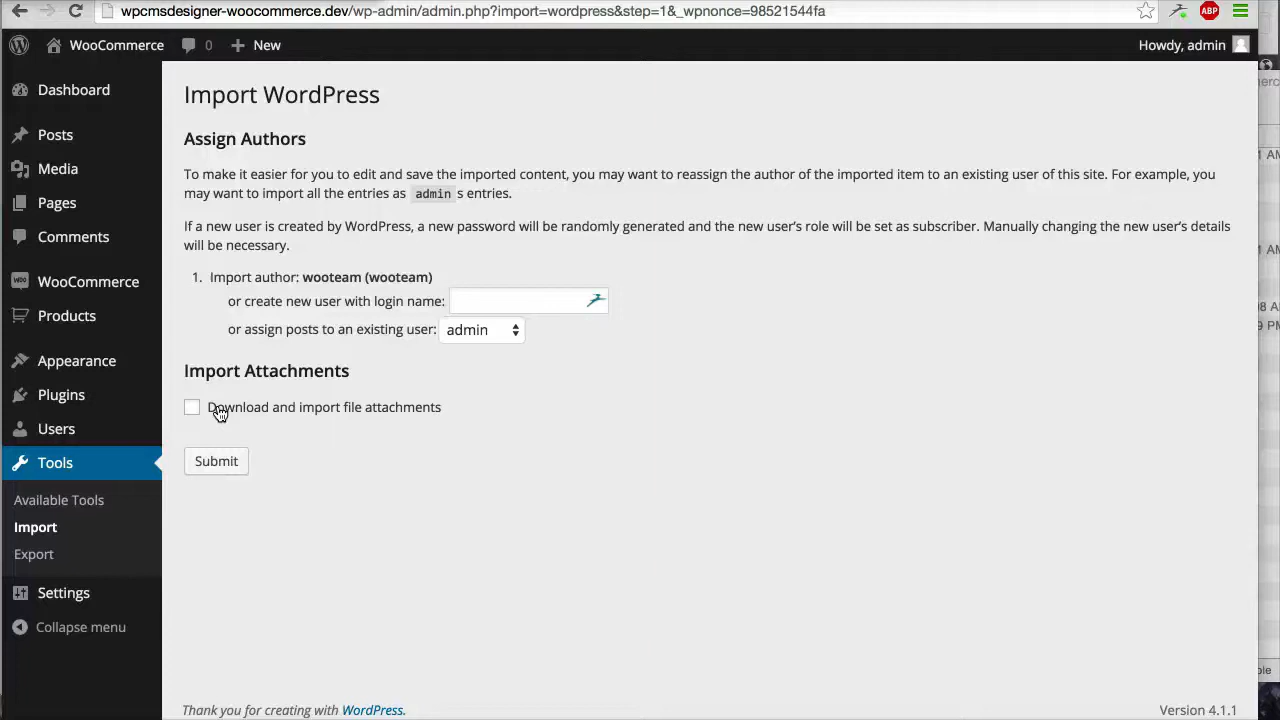 wpcmsdesigner-woocommerce.dev/wp-admin/admin.php?import=wordpress&step=1&_wpnonce=98521544fa
ABP
WooCommerce
0
New
Howdy, admin
Dashboard
Posts
Media
Pages
Comments
WooCommerce
Products
Appearance
Plugins
Users
Tools
Available Tools
Import
Export
Settings
Collapse menu
Import WordPress
Assign Authors
To make it easier for you to edit and save the imported content, you may want to reassign the author of the imported item to an existing user of this site. For example, you
may want to import all the entries as admin s entries.
If a new user is created by WordPress, a new password will be randomly generated and the new user's role will be set as subscriber. Manually changing the new user's details
will be necessary.
1. Import author: wooteam (wooteam)
or create new user with login name:
or assign posts to an existing user: admin
Import Attachments
Download and import file attachments
Submit
Thank you for creating with WordPress.
Version 4.1.1